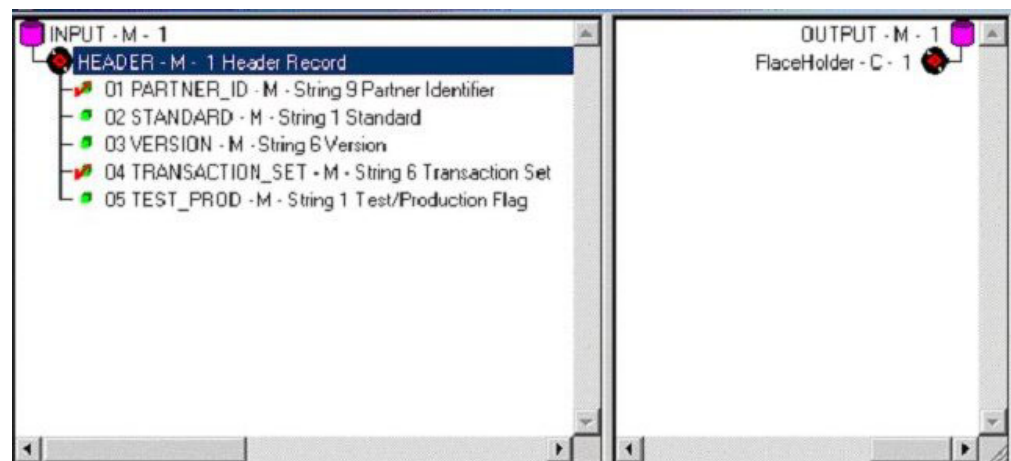 INPUT - M - 1
HEADER - M - 1 Header Record
01 PARTNER_ID - M - String 9 Partner Identifier
02 STANDARD - M - String 1 Standard
03 VERSION - M - String 6 Version
04 TRANSACTION_SET - M - String 6 Transaction Set
05 TEST_PROD - M - String 1 Test/Production Flag
OUTPUT - M - 1
FlaceHolder - C - 1